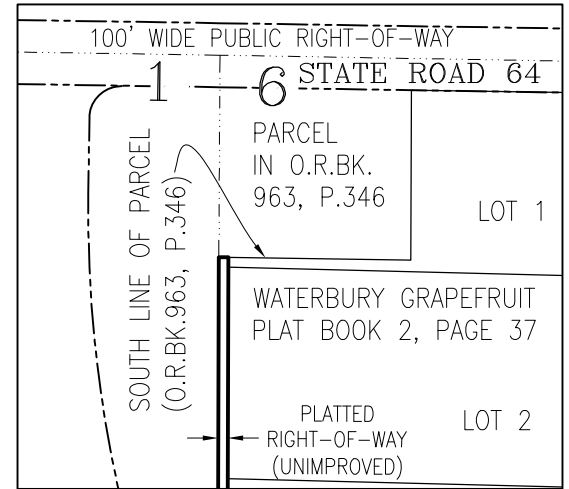 100' WIDE PUBLIC RIGHT-OF-WAY
1 6 STATE ROAD 64
PARCEL
IN O.R.BK.
963, P.346
LOT 1
SOUTH LINE OF PARCEL
(O.R.BK.963, P.346)
WATERBURY GRAPEFRUIT
PLAT BOOK 2, PAGE 37
LOT 2
PLATTED
RIGHT-OF-WAY
(UNIMPROVED)